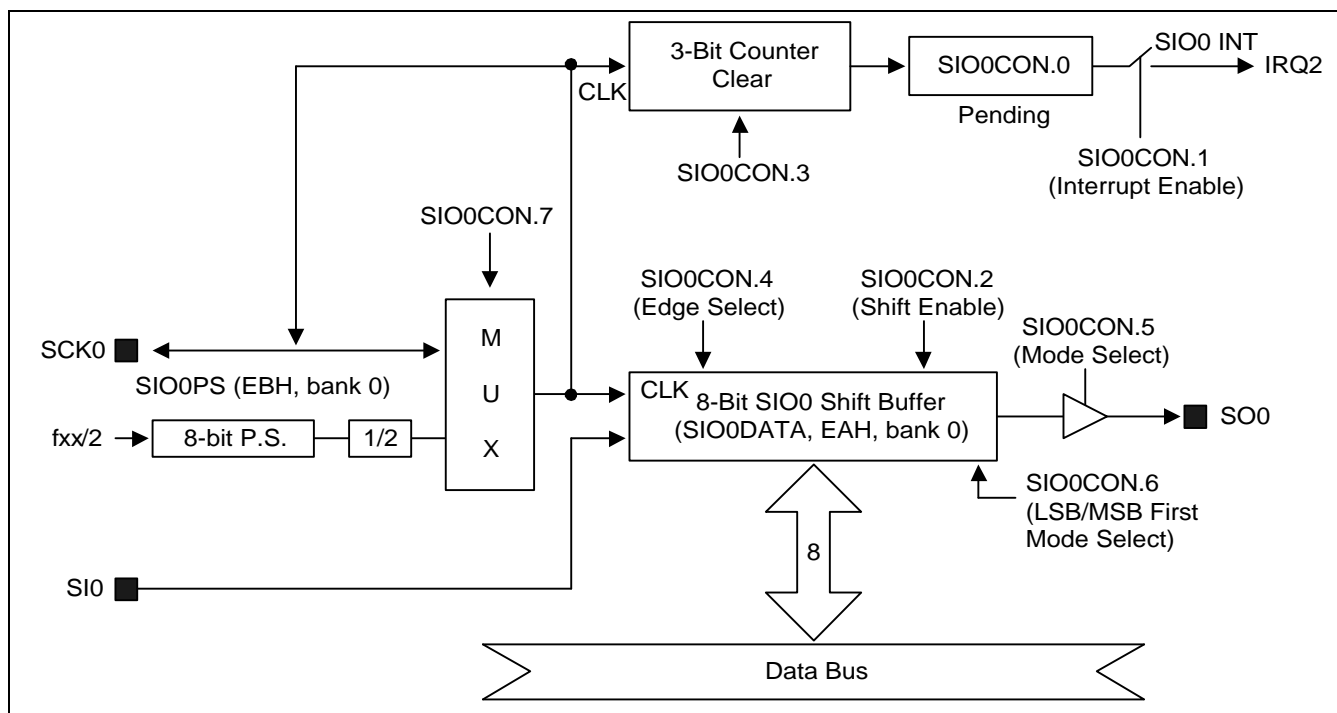 3-Bit Counter
Clear
CLK
SIO0CON.3
SIO0CON.0
Pending
SIO0 INT
IRQ2
SIO0CON.1
(Interrupt Enable)
SIO0CON.7
SIO0CON.4
(Edge Select)
SIO0CON.2
(Shift Enable)
SIO0CON.5
(Mode Select)
SCK0
SIO0PS (EBH, bank 0)
fxx/2
8-bit P.S.
1/2
M
U
X
CLK
8-Bit SIO0 Shift Buffer
(SIO0DATA, EAH, bank 0)
SO0
SIO0CON.6
(LSB/MSB First
Mode Select)
8
SI0
Data Bus